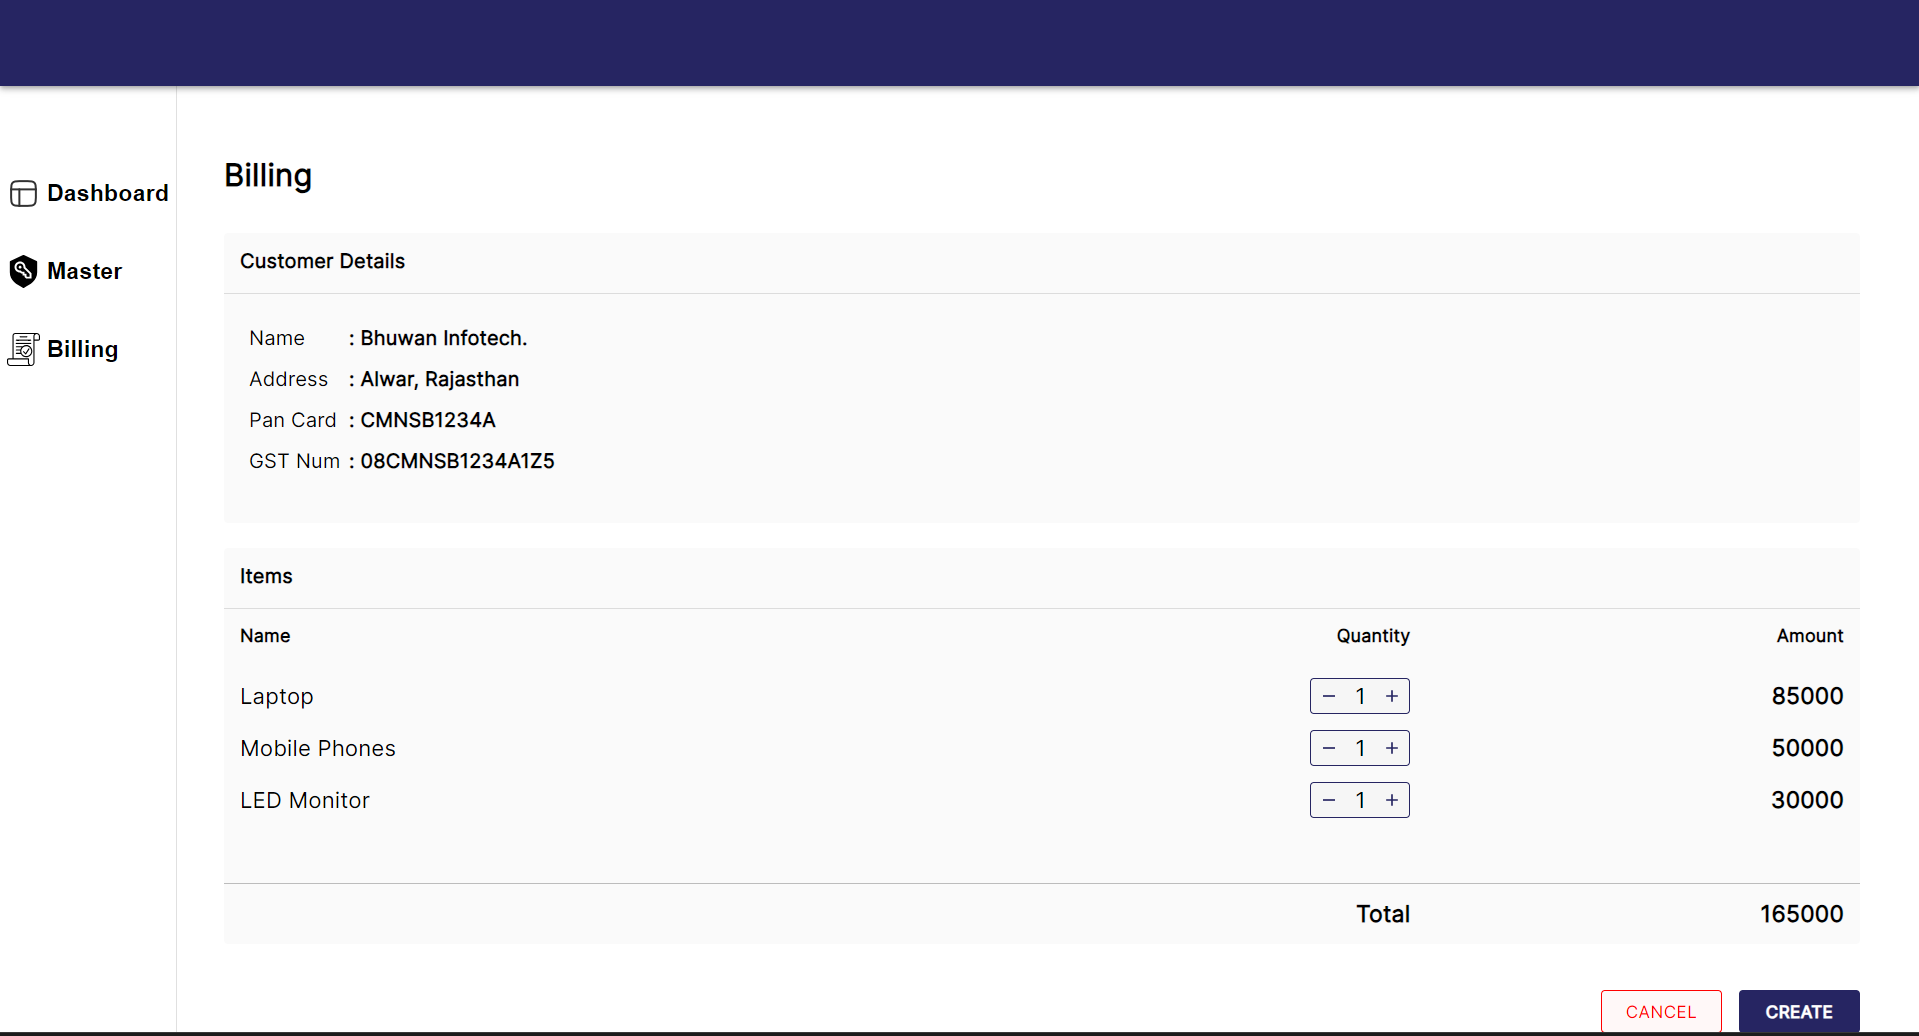 Dashboard
Master
Billing
Billing
Customer Details
Name : Bhuwan Infotech.
Address : Alwar, Rajasthan
Pan Card : CMNSB1234A
GST Num : 08CMNSB1234A1Z5
Items
Name Quantity Amount
Laptop − 1 + 85000
Mobile Phones − 1 + 50000
LED Monitor − 1 + 30000
Total 165000
CANCEL CREATE